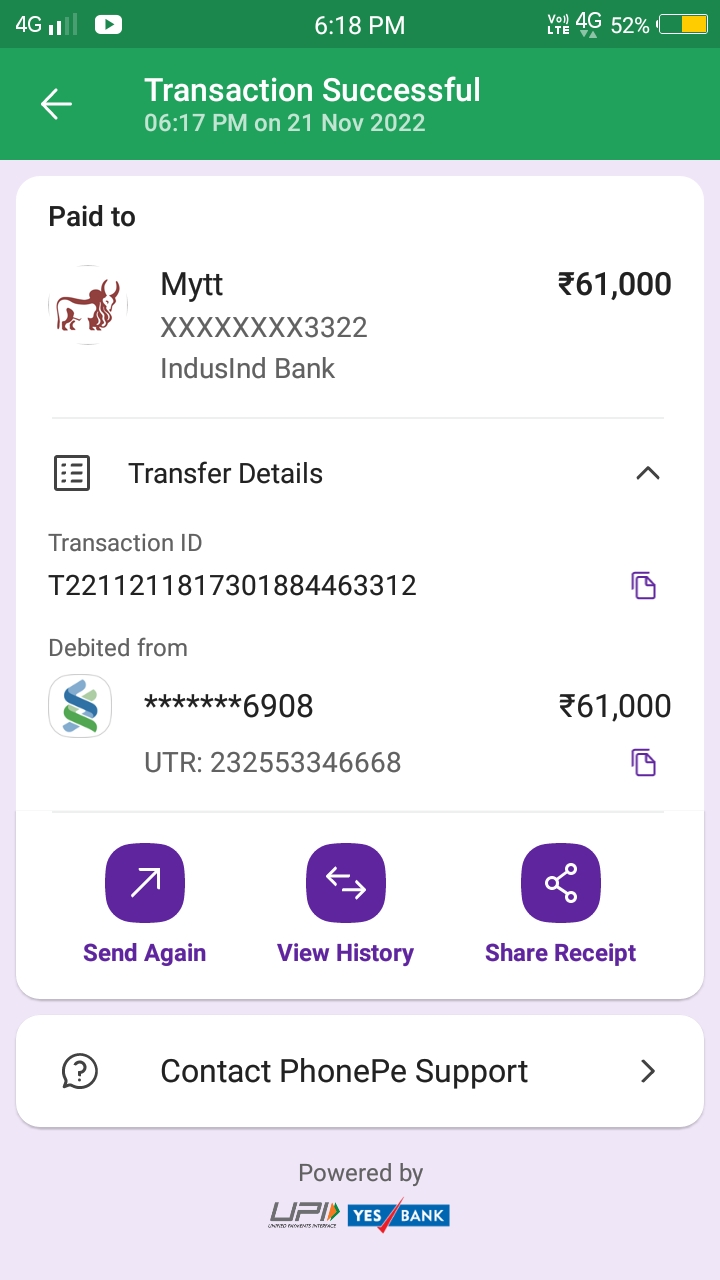 4G 6:18 PM Vo)) LTE 4G 52%
Transaction Successful
06:17 PM on 21 Nov 2022
Paid to
Mytt ₹61,000
XXXXXXXX3322
IndusInd Bank
Transfer Details
Transaction ID
T2211211817301884463312
Debited from
*******6908 ₹61,000
UTR: 232553346668
Send Again View History Share Receipt
Contact PhonePe Support
Powered by
UPI YES BANK
UNIFIED PAYMENTS INTERFACE